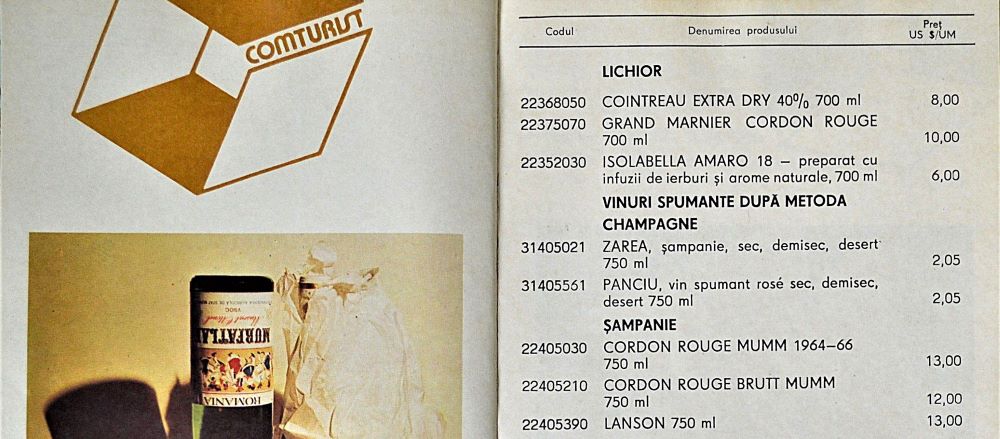 COMTURIST
MURFATLAR
ROMANIA
Codul Denumirea produsului Preț
US $/UM
LICHIOR
22368050 COINTREAU EXTRA DRY 40% 700 ml 8,00
22375070 GRAND MARNIER CORDON ROUGE
700 ml 10,00
22352030 ISOLABELLA AMARO 18 – preparat cu
infuzii de ierburi și arome naturale, 700 ml 6,00
VINURI SPUMANTE DUPĂ METODA
CHAMPAGNE
31405021 ZAREA, șampanie, sec, demisec, desert
750 ml 2,05
31405561 PANCIU, vin spumant rosé sec, demisec,
desert 750 ml 2,05
ȘAMPANIE
22405030 CORDON ROUGE MUMM 1964–66
750 ml 13,00
22405210 CORDON ROUGE BRUTT MUMM
750 ml 12,00
22405390 LANSON 750 ml 13,00